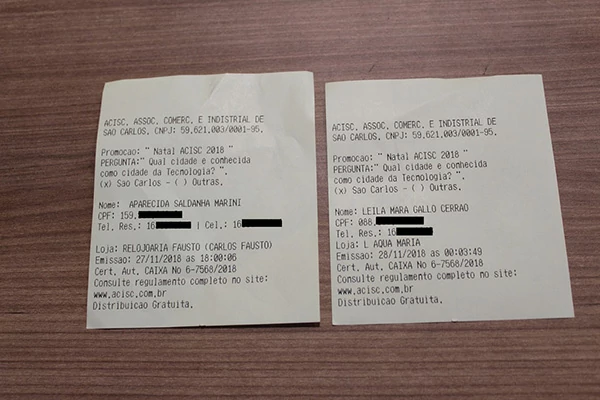 ACISC, ASSOC. COMERC. E INDISTRIAL DE
SAO CARLOS, CNPJ: 59.621.003/0001-95.
Promocao: " Natal ACISC 2018 "
PERGUNTA:" Qual cidade e conhecida
como cidade da Tecnologia? ".
(x) Sao Carlos - ( ) Outras.
Nome: APARECIDA SALDANHA MARINI
CPF: 159.
Tel. Res.: 16 | Cel.: 16
Loja: RELOJOARIA FAUSTO (CARLOS FAUSTO)
Emissao: 27/11/2018 as 18:00:06
Cert. Aut. CAIXA No 6-7568/2018
Consulte regulamento completo no site:
www.acisc.com.br
Distribuicao Gratuita.
ACISC, ASSOC. COMERC. E INDISTRIAL DE
SAO CARLOS, CNPJ: 59.621.003/0001-95.
Promocao: " Natal ACISC 2018 "
PERGUNTA:" Qual cidade e conhecida
como cidade da Tecnologia? ".
(x) Sao Carlos - ( ) Outras.
Nome: LEILA MARA GALLO CERRAO
CPF: 088.
Tel. Res.: 16
Loja: L AQUA MARIA
Emissao: 28/11/2018 as 00:03:49
Cert. Aut. CAIXA No 6-7568/2018
Consulte regulamento completo no site:
www.acisc.com.br
Distribuicao Gratuita.